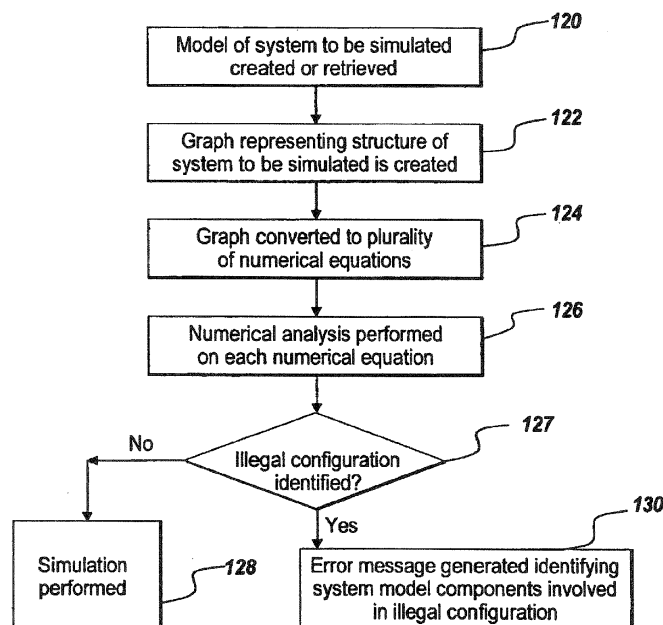 120
Model of system to be simulated
created or retrieved
122
Graph representing structure of
system to be simulated is created
124
Graph converted to plurality
of numerical equations
126
Numerical analysis performed
on each numerical equation
127
No
Illegal configuration
identified?
Yes
130
Simulation
performed
128
Error message generated identifying
system model components involved
in illegal configuration